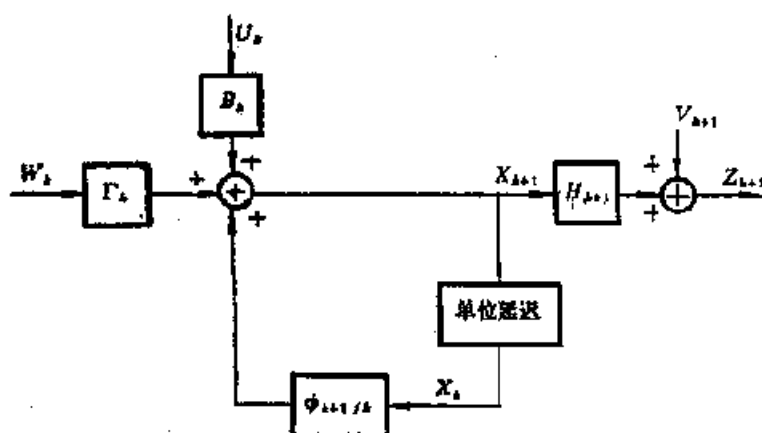 U_k
B_k
V_{k+1}
W_k
Γ_k
+
+
+
X_{k+1}
H_{k+1}
+
+
Z_{k+1}
单位延迟
ϕ_{k+1/k}
X_k